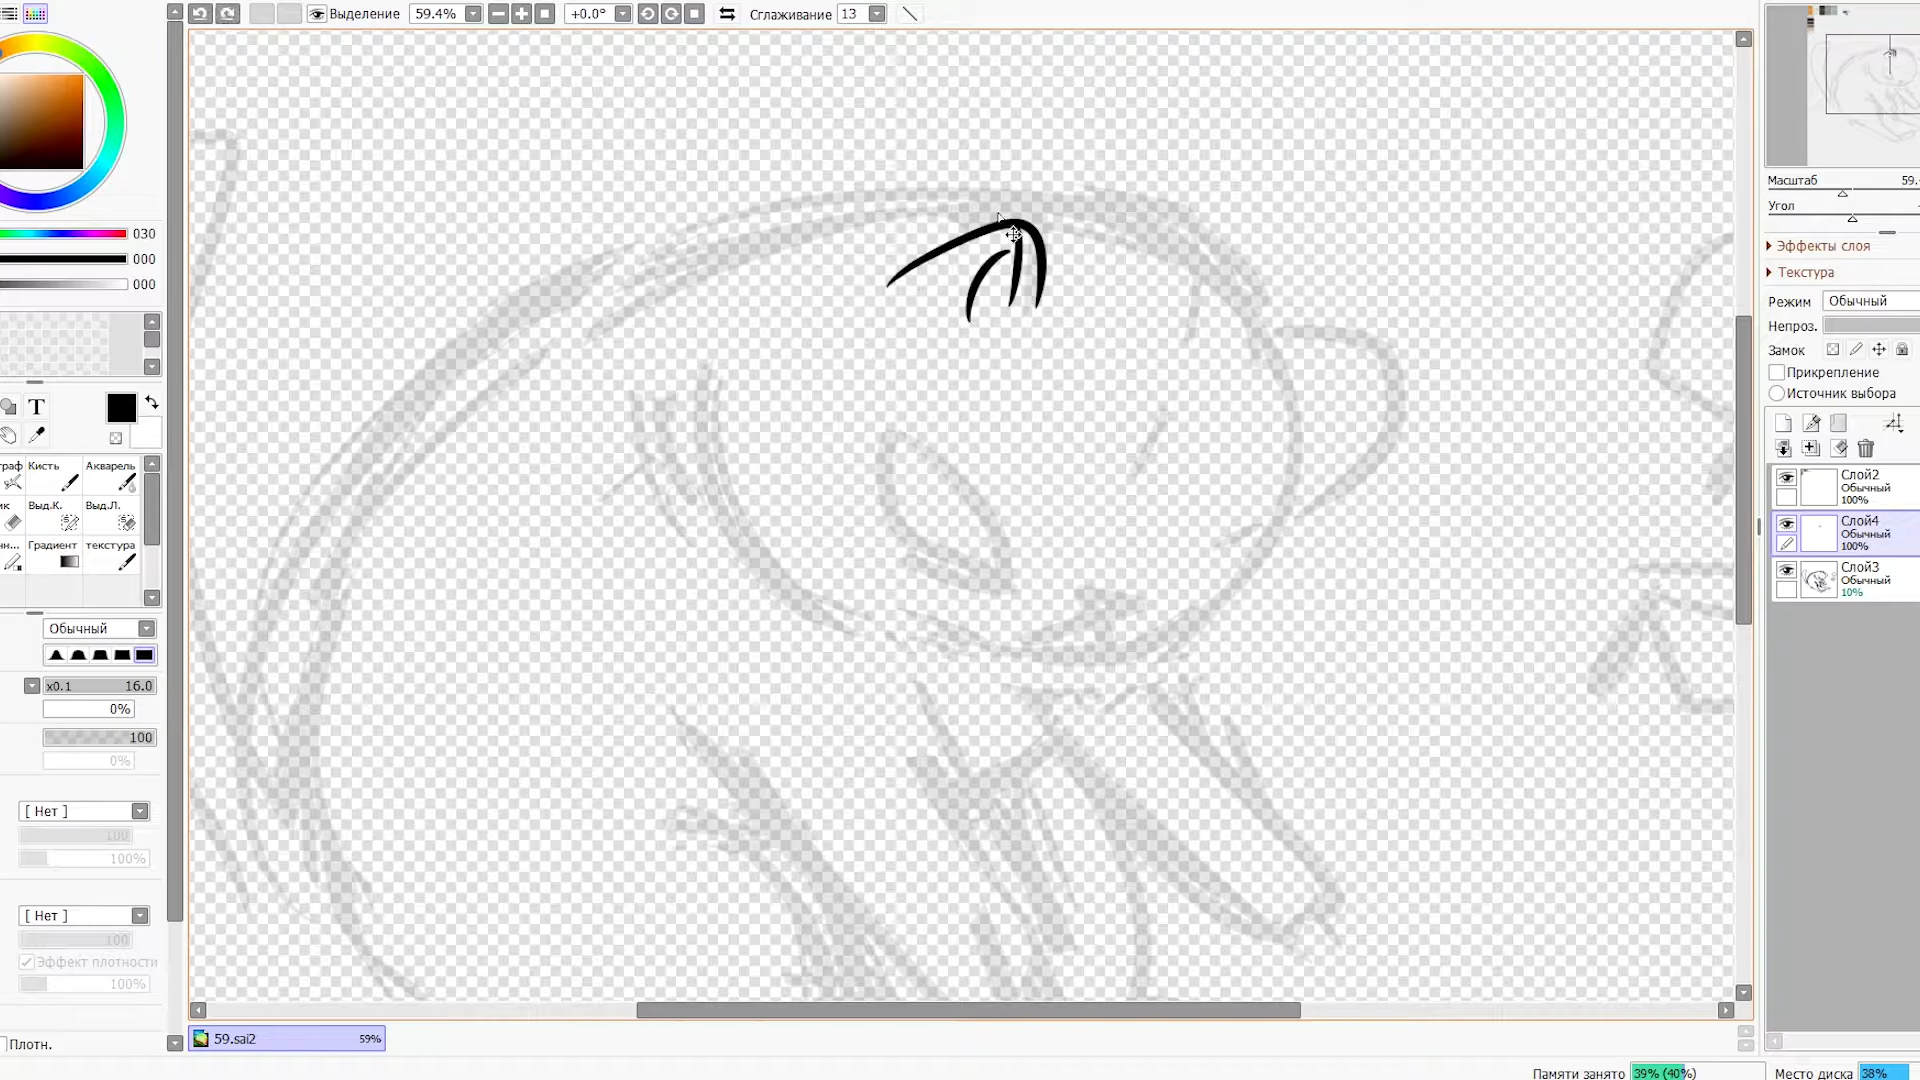 Выделение 59.4% +0.0° Сглаживание 13
030
000
000
T
Кисть Акварель
Выд.К. Выд.Л.
Градиент текстура
Обычный
x0.1 16.0
0%
100
0%
[ Нет ]
100
100%
[ Нет ]
100
Эффект плотности
100%
Плотн.
59.sai2 59%
Масштаб 59.
Угол
Эффекты слоя
Текстура
Режим Обычный
Непроз.
Замок
Прикрепление
Источник выбора
Слой2
Обычный
100%
Слой4
Обычный
100%
Слой3
Обычный
10%
Памяти занято 39% (40%) Место диска 38%